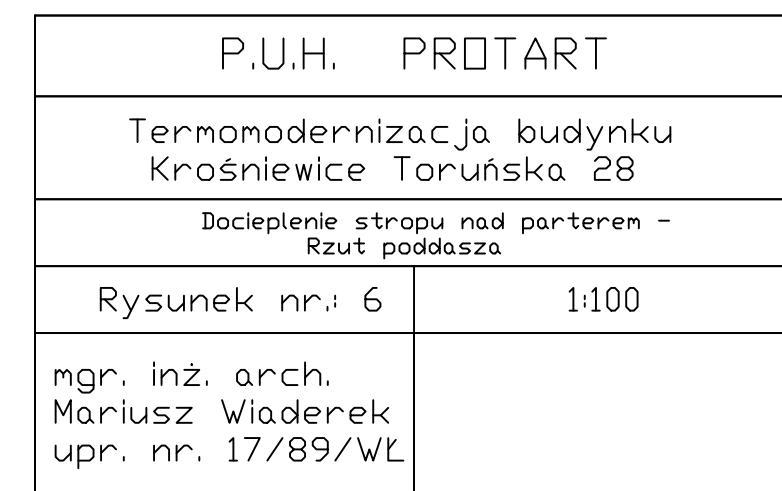 P.U.H. PROTART
Termomodernizacja budynku
Krośniewice Toruńska 28
Docieplenie stropu nad parterem -
Rzut poddasza
Rysunek nr.: 6
1:100
mgr. inż. arch.
Mariusz Wiaderek
upr. nr. 17/89/WŁ